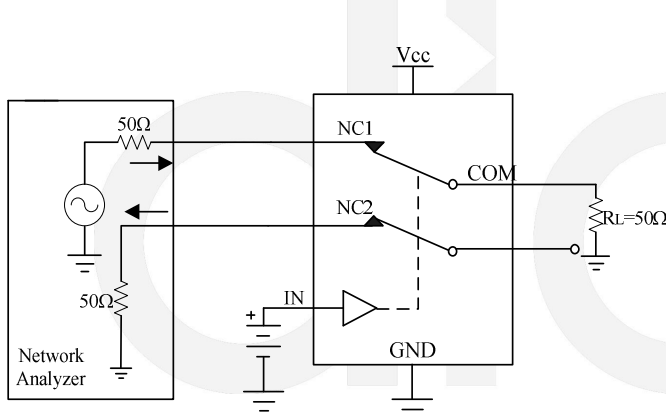 Vcc
50Ω
NC1
COM
NC2
RL=50Ω
50Ω
+
IN
GND
Network
Analyzer